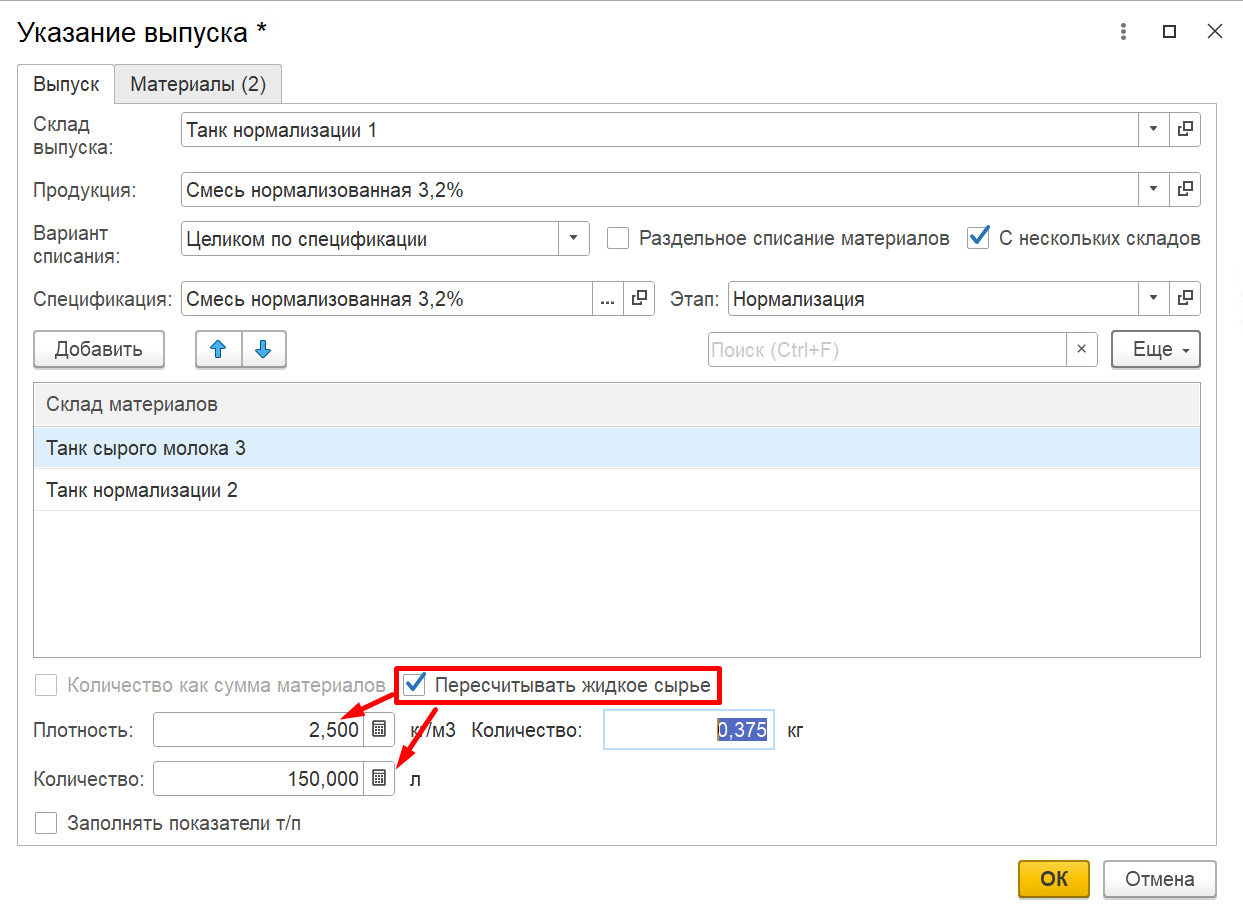 Указание выпуска *
Выпуск Материалы (2)
Склад выпуска: Танк нормализации 1
Продукция: Смесь нормализованная 3,2%
Вариант списания: Целиком по спецификации Раздельное списание материалов С нескольких складов
Спецификация: Смесь нормализованная 3,2% ... Этап: Нормализация
Добавить Поиск (Ctrl+F) × Еще
Склад материалов
Танк сырого молока 3
Танк нормализации 2
Количество как сумма материалов Пересчитывать жидкое сырье
Плотность: 2,500 кг/м3 Количество: 0,375 кг
Количество: 150,000 л
Заполнять показатели т/п
ОК Отмена